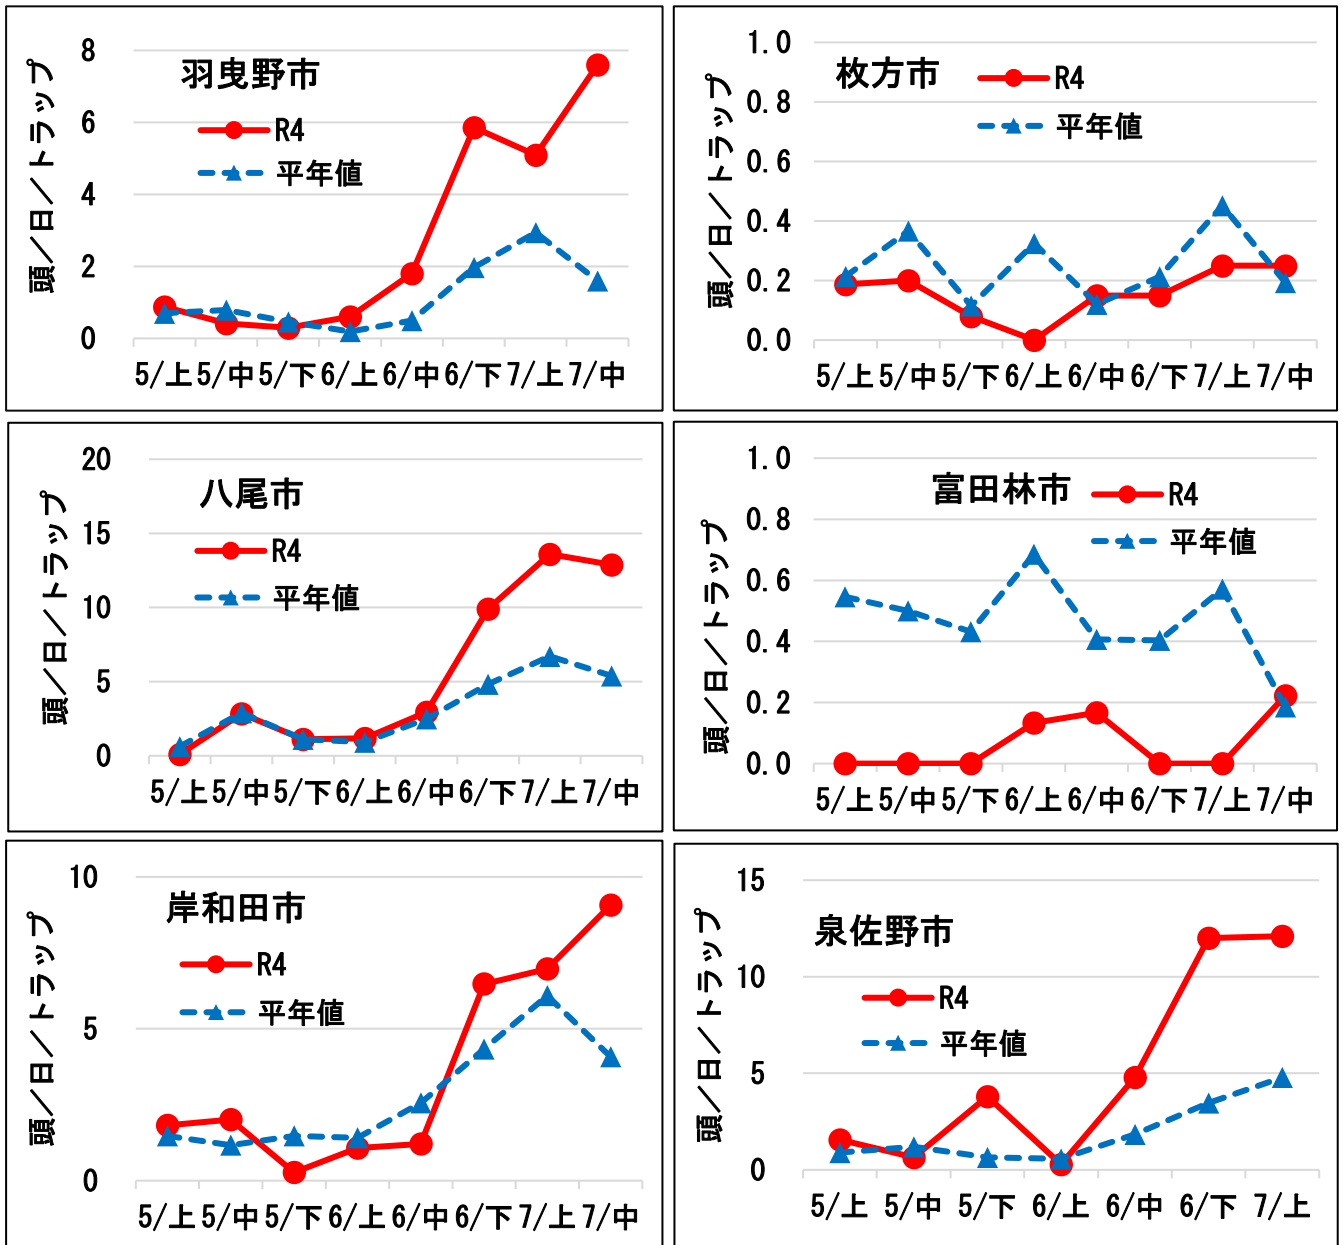 羽曳野市
R4
平年値
頭／日／トラップ
8
6
4
2
0
5/上 5/中 5/下 6/上 6/中 6/下 7/上 7/中
枚方市
R4
平年値
頭／日／トラップ
1.0
0.8
0.6
0.4
0.2
0.0
5/上 5/中 5/下 6/上 6/中 6/下 7/上 7/中
八尾市
R4
平年値
頭／日／トラップ
20
15
10
5
0
5/上 5/中 5/下 6/上 6/中 6/下 7/上 7/中
富田林市
R4
平年値
頭／日／トラップ
1.0
0.8
0.6
0.4
0.2
0.0
5/上 5/中 5/下 6/上 6/中 6/下 7/上 7/中
岸和田市
R4
平年値
頭／日／トラップ
10
5
0
5/上 5/中 5/下 6/上 6/中 6/下 7/上 7/中
泉佐野市
R4
平年値
頭／日／トラップ
15
10
5
0
5/上 5/中 5/下 6/上 6/中 6/下 7/上